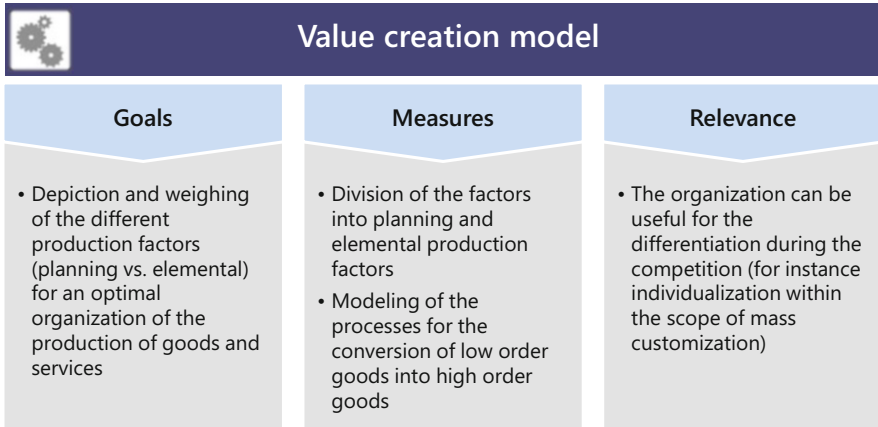 Value creation model
Goals
• Depiction and weighing
of the different
production factors
(planning vs. elemental)
for an optimal
organization of the
production of goods and
services
Measures
• Division of the factors
into planning and
elemental production
factors
• Modeling of the
processes for the
conversion of low order
goods into high order
goods
Relevance
• The organization can be
useful for the
differentiation during the
competition (for instance
individualization within
the scope of mass
customization)